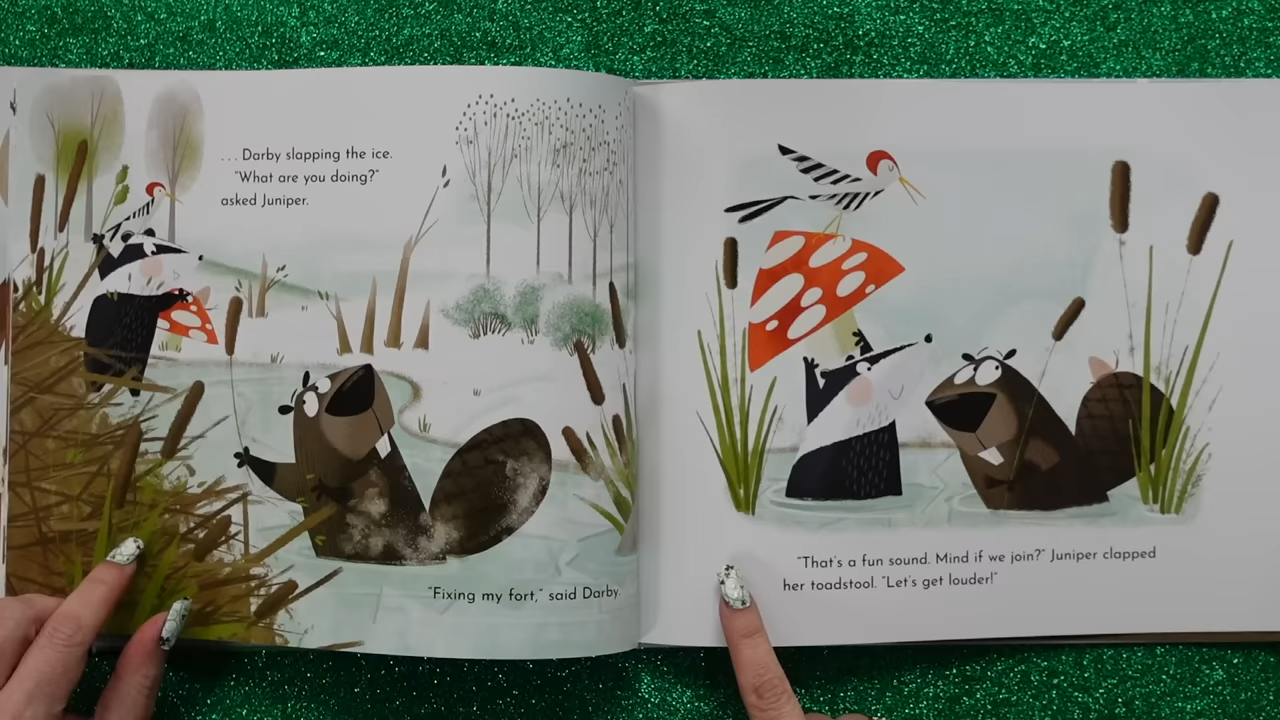 . . . Darby slapping the ice.
"What are you doing?"
asked Juniper.
"Fixing my fort," said Darby.
"That's a fun sound. Mind if we join?" Juniper clapped
her toadstool. "Let's get louder!"